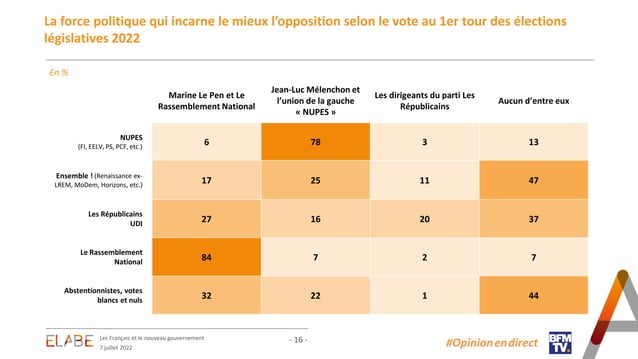 La force politique qui incarne le mieux l'opposition selon le vote au 1er tour des élections
législatives 2022
En %
Marine Le Pen et Le
Rassemblement National
Jean-Luc Mélenchon et
l'union de la gauche
« NUPES »
Les dirigeants du parti Les
Républicains
Aucun d'entre eux
NUPES
(FI, EELV, PS, PCF, etc.)
6 78 3 13
Ensemble ! (Renaissance ex-
LREM, MoDem, Horizons, etc.)
17 25 11 47
Les Républicains
UDI
27 16 20 37
Le Rassemblement
National
84 7 2 7
Abstentionnistes, votes
blancs et nuls
32 22 1 44
ELABE
Les Français et le nouveau gouvernement
7 juillet 2022
- 16 -
#Opinion en direct
BFM
TV.